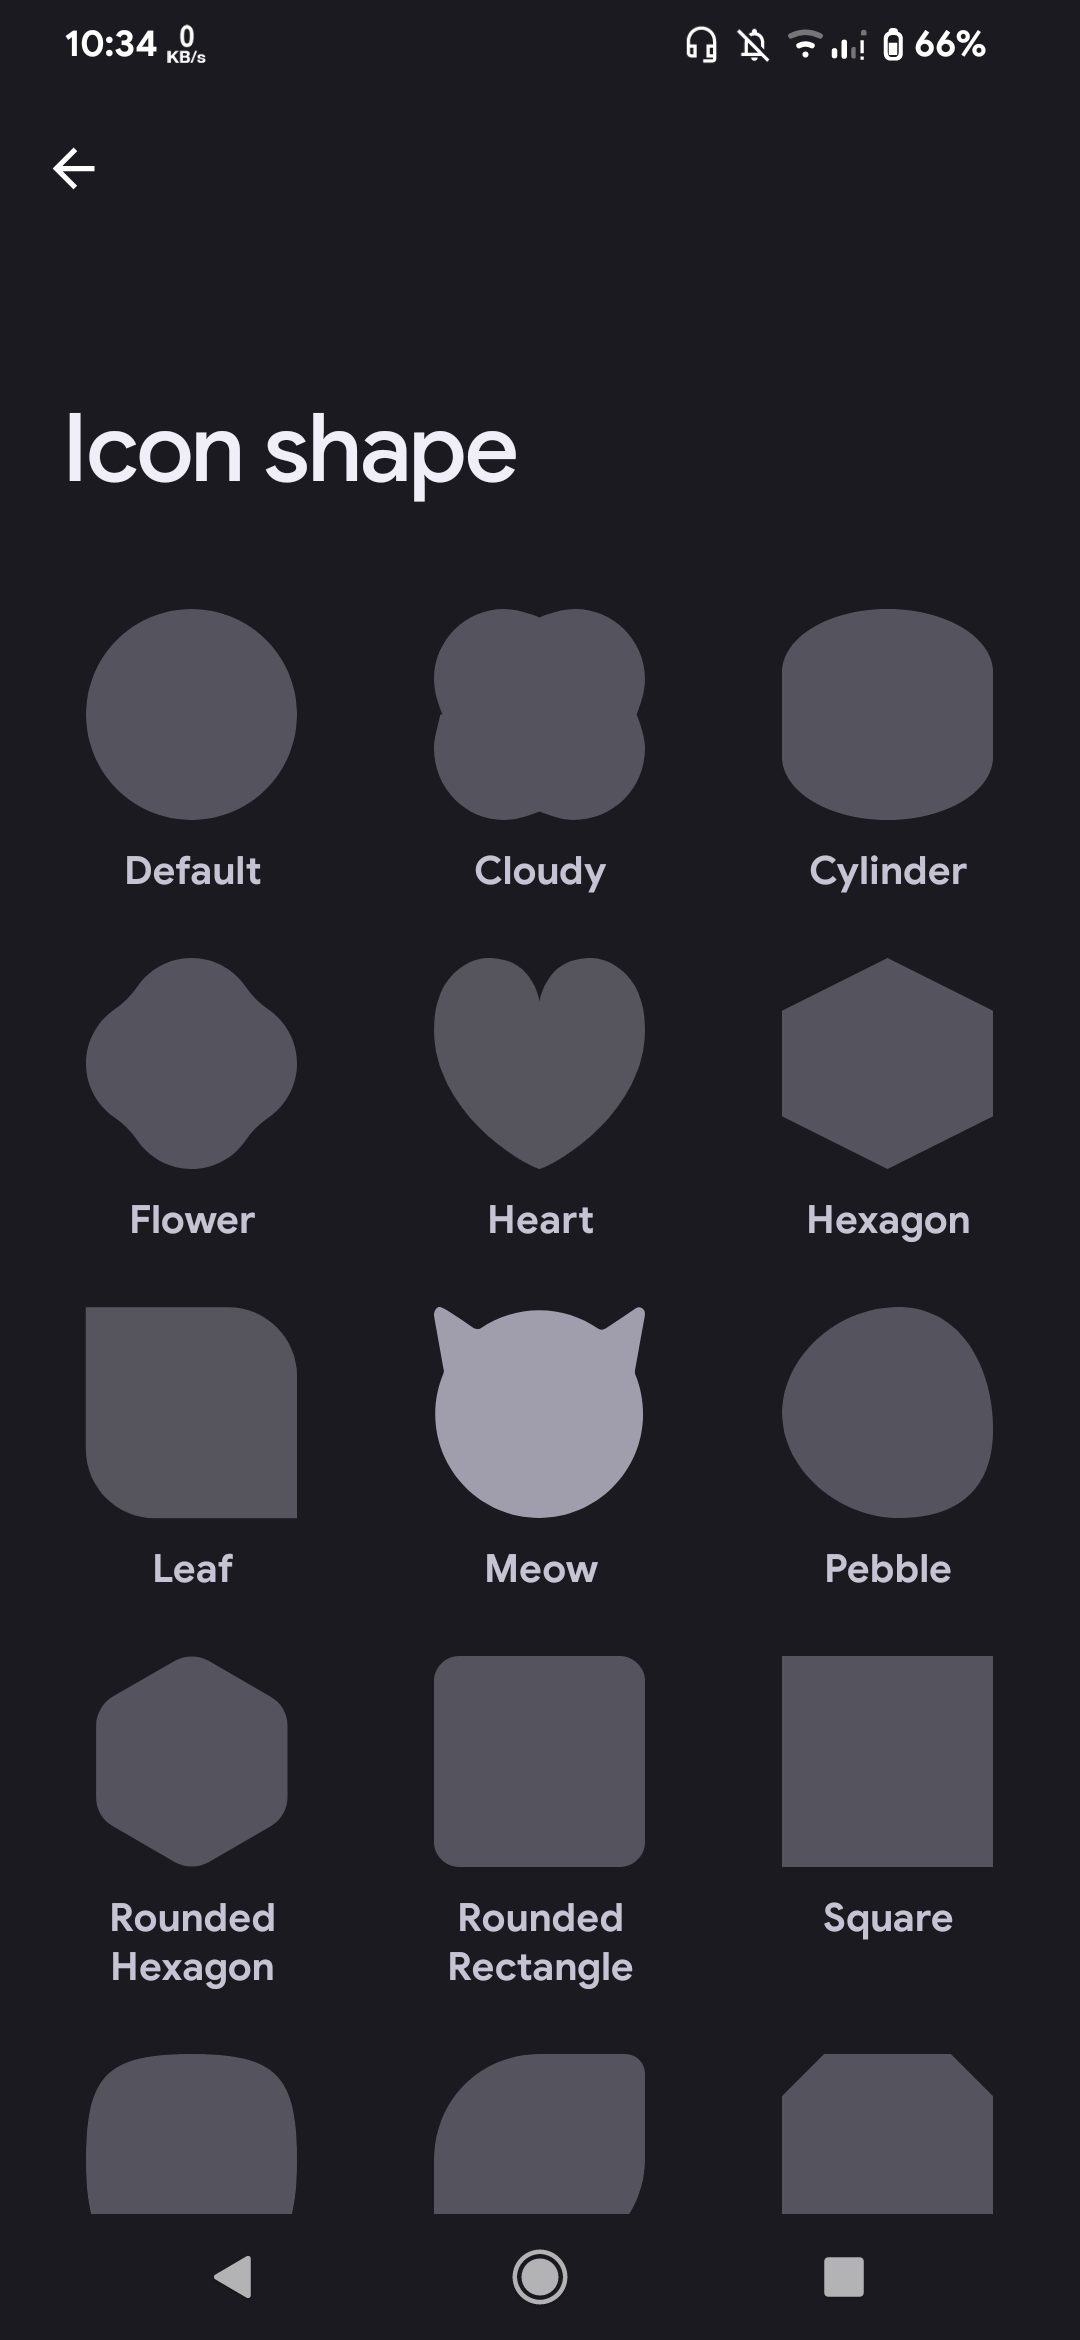 10:34 0 KB/s 66%
Icon shape
Default Cloudy Cylinder
Flower Heart Hexagon
Leaf Meow Pebble
Rounded Hexagon Rounded Rectangle Square